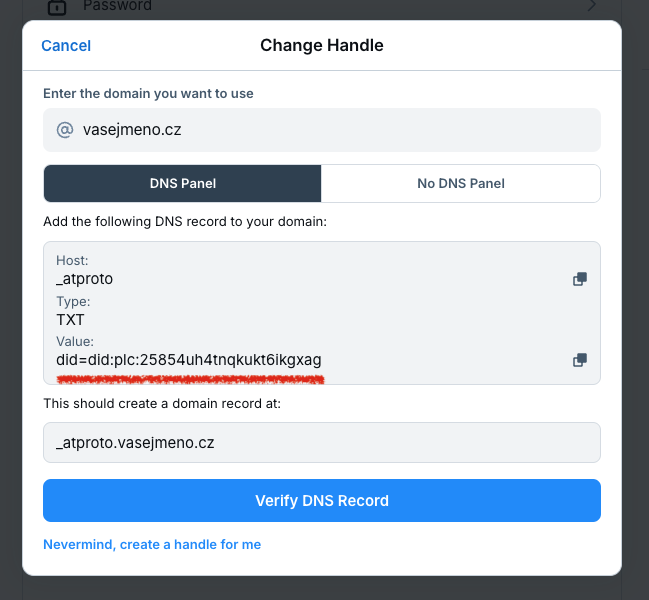 Password
Cancel
Change Handle
Enter the domain you want to use
@ vasejmeno.cz
DNS Panel
No DNS Panel
Add the following DNS record to your domain:
Host:
_atproto
Type:
TXT
Value:
did=did:plc:25854uh4tnqkukt6ikgxag
This should create a domain record at:
_atproto.vasejmeno.cz
Verify DNS Record
Nevermind, create a handle for me